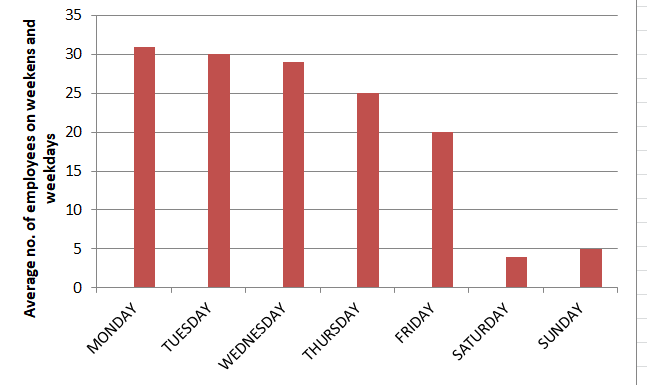 Average no. of employees on weekens and
weekdays
35
30
25
20
15
10
5
0
MONDAY
TUESDAY
WEDNESDAY
THURSDAY
FRIDAY
SATURDAY
SUNDAY